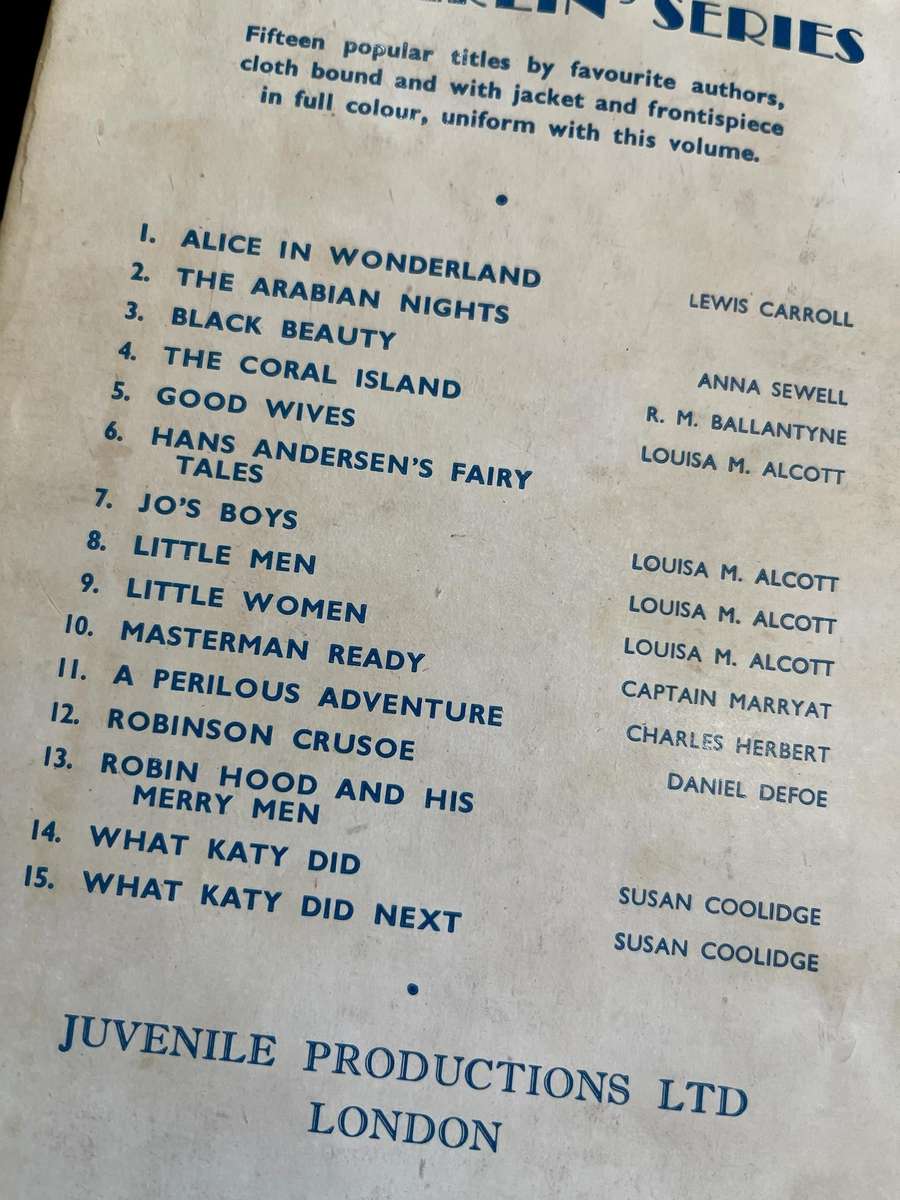 SERIES
Fifteen popular titles by favourite authors,
cloth bound and with jacket and frontispiece
in full colour, uniform with this volume.
1. ALICE IN WONDERLAND LEWIS CARROLL
2. THE ARABIAN NIGHTS
3. BLACK BEAUTY ANNA SEWELL
4. THE CORAL ISLAND R. M. BALLANTYNE
5. GOOD WIVES LOUISA M. ALCOTT
6. HANS ANDERSEN'S FAIRY
TALES
7. JO'S BOYS LOUISA M. ALCOTT
8. LITTLE MEN LOUISA M. ALCOTT
9. LITTLE WOMEN LOUISA M. ALCOTT
10. MASTERMAN READY CAPTAIN MARRYAT
11. A PERILOUS ADVENTURE CHARLES HERBERT
12. ROBINSON CRUSOE DANIEL DEFOE
13. ROBIN HOOD AND HIS
MERRY MEN
14. WHAT KATY DID SUSAN COOLIDGE
15. WHAT KATY DID NEXT SUSAN COOLIDGE
JUVENILE PRODUCTIONS LTD
LONDON